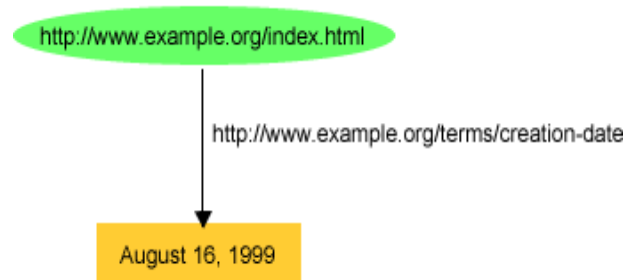 http://www.example.org/index.html
http://www.example.org/terms/creation-date
August 16, 1999